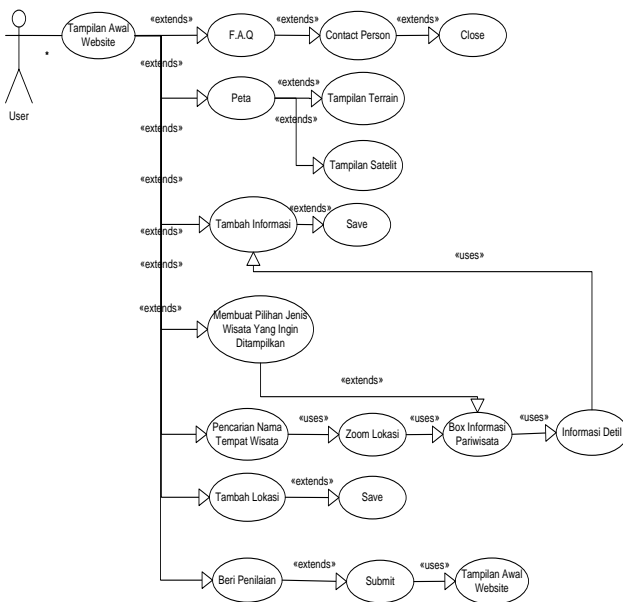 «extends»
«extends»
«extends»
Tampilan Awal
Website
F.A.Q
Contact Person
Close
*
User
«extends»
«extends»
Peta
Tampilan Terrain
«extends»
«extends»
Tampilan Satelit
«extends»
«extends»
Tambah Informasi
Save
«extends»
«uses»
«extends»
«extends»
Membuat Pilihan Jenis
Wisata Yang Ingin
Ditampilkan
«extends»
Pencarian Nama
Tempat Wisata
«uses»
Zoom Lokasi
«uses»
Box Informasi
Pariwisata
«uses»
Informasi Detil
Tambah Lokasi
«extends»
Save
Beri Penilaian
«extends»
Submit
«uses»
Tampilan Awal
Website